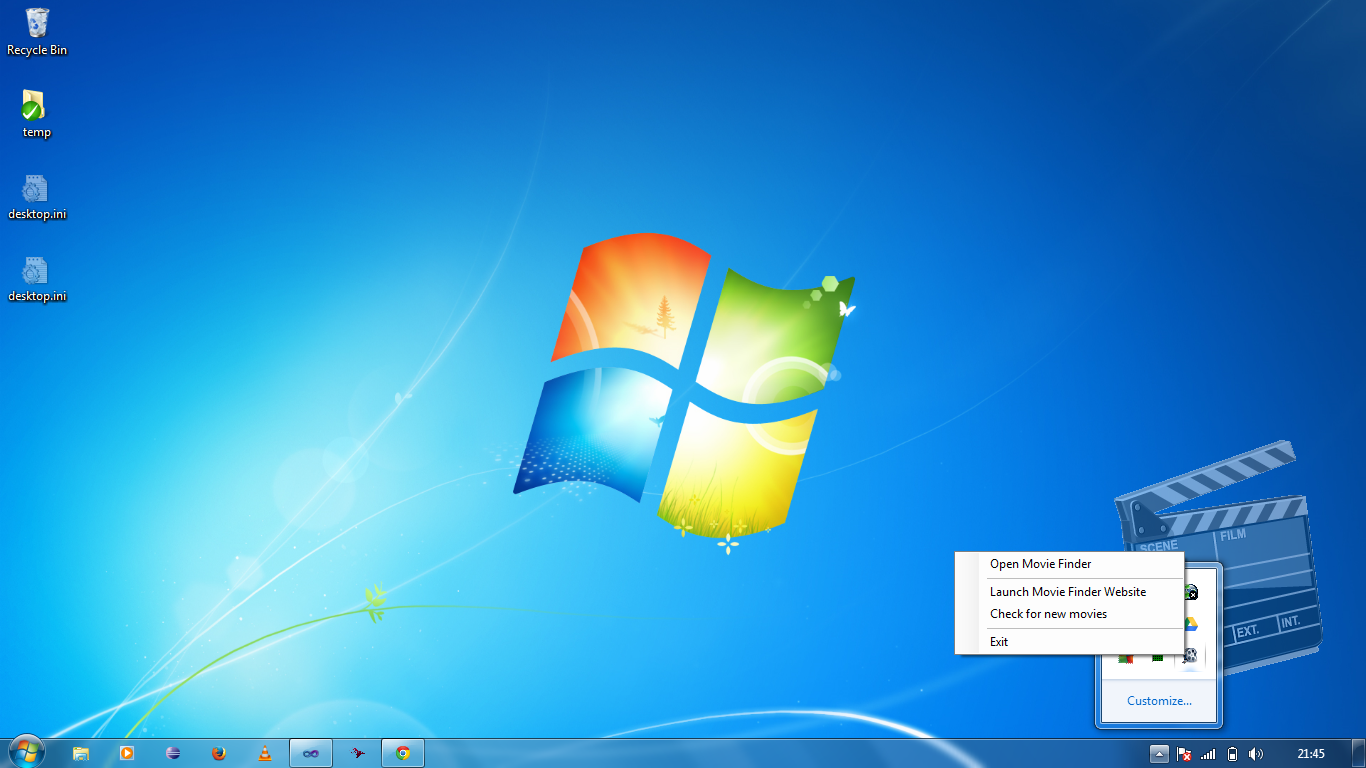 Recycle Bin
temp
desktop.ini
desktop.ini
SCENE
FILM
EXT.
INT.
Open Movie Finder
Launch Movie Finder Website
Check for new movies
Exit
Customize...
21:45